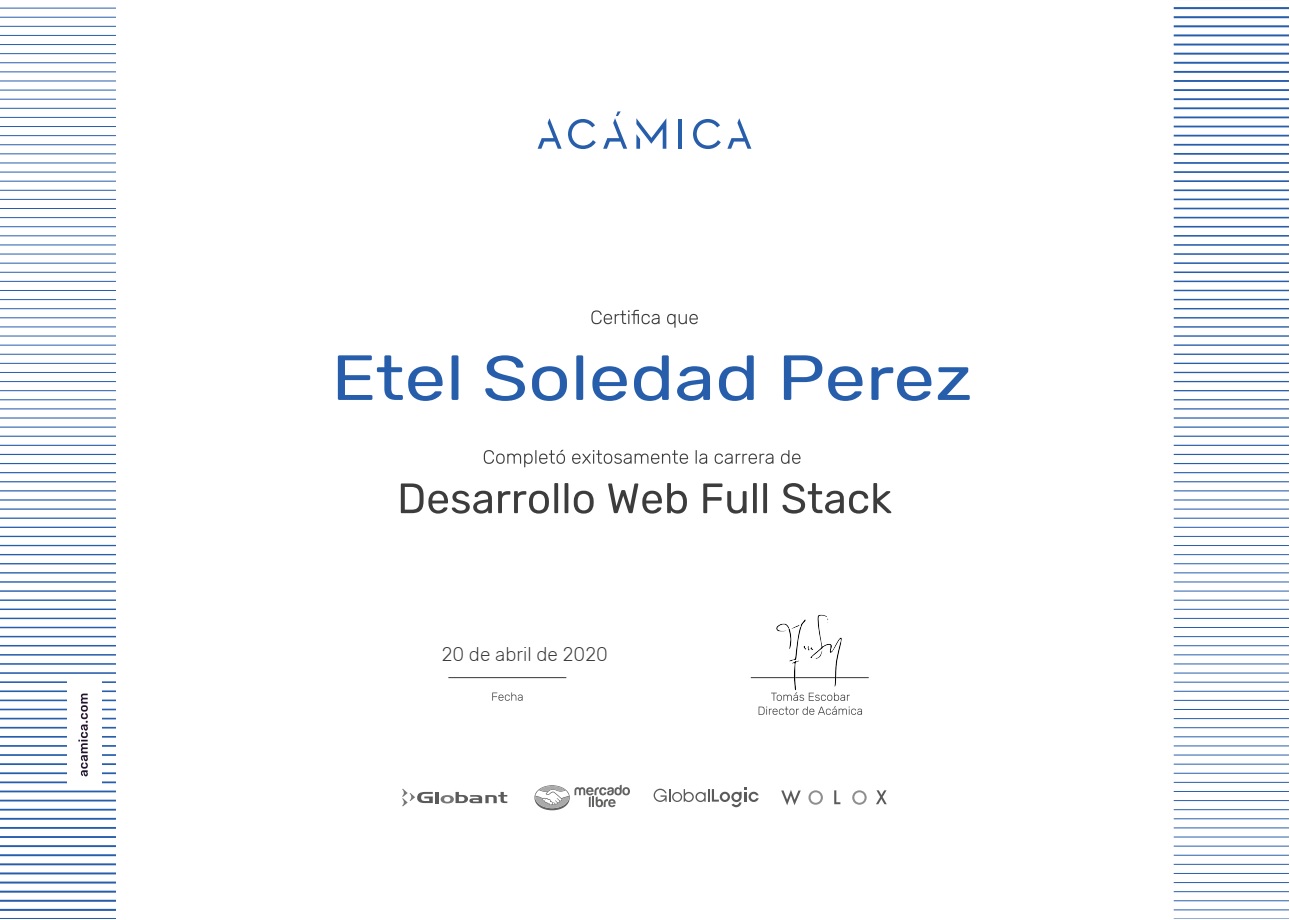 ACÁMICA
Certifica que
Etel Soledad Perez
Completó exitosamente la carrera de
Desarrollo Web Full Stack
20 de abril de 2020
Fecha
Tomás Escobar
Director de Acámica
acamica.com
Globant
mercado
libre
GlobalLogic
WOLOX